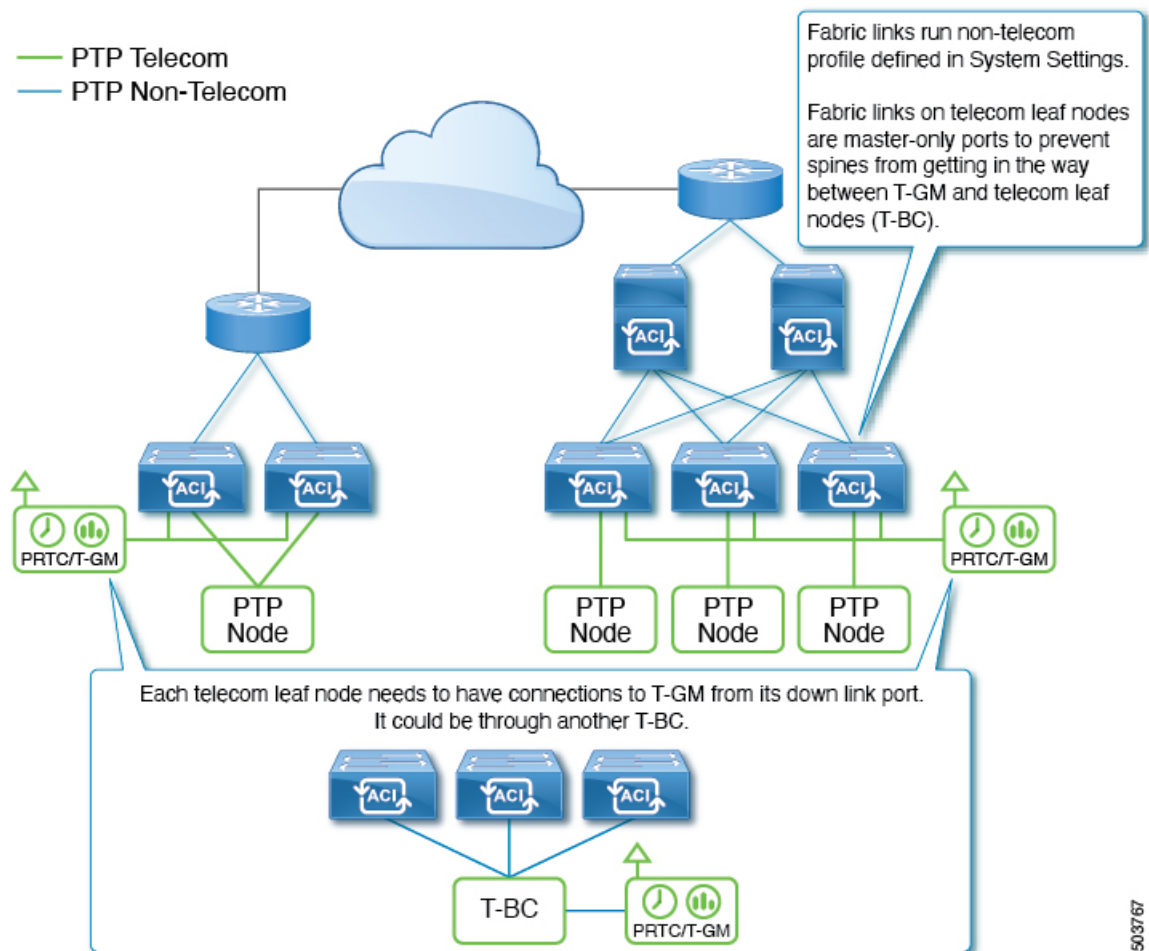 PTP Telecom
PTP Non-Telecom
Fabric links run non-telecom
profile defined in System Settings.
Fabric links on telecom leaf nodes
are master-only ports to prevent
spines from getting in the way
between T-GM and telecom leaf
nodes (T-BC).
ACI
ACI
ACI
ACI
ACI
ACI
ACI
PRTC/T-GM
PRTC/T-GM
PTP
Node
PTP
Node
PTP
Node
PTP
Node
Each telecom leaf node needs to have connections to T-GM from its down link port.
It could be through another T-BC.
ACI
ACI
ACI
T-BC
PRTC/T-GM
503767